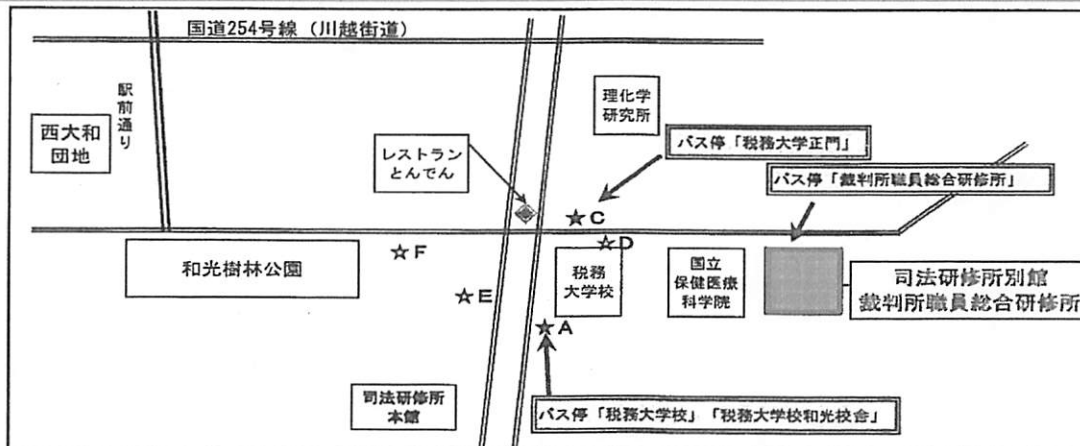 国道254号線（川越街道）
駅前通り
西大和
団地
理化学
研究所
レストラン
とんでん
バス停「税務大学正門」
バス停「裁判所職員総合研修所」
C
D
F
和光樹林公園
税務
大学校
国立
保健医療
科学院
司法研修所別館
裁判所職員総合研修所
E
A
司法研修所
本館
バス停「税務大学校」「税務大学校和光校舎」